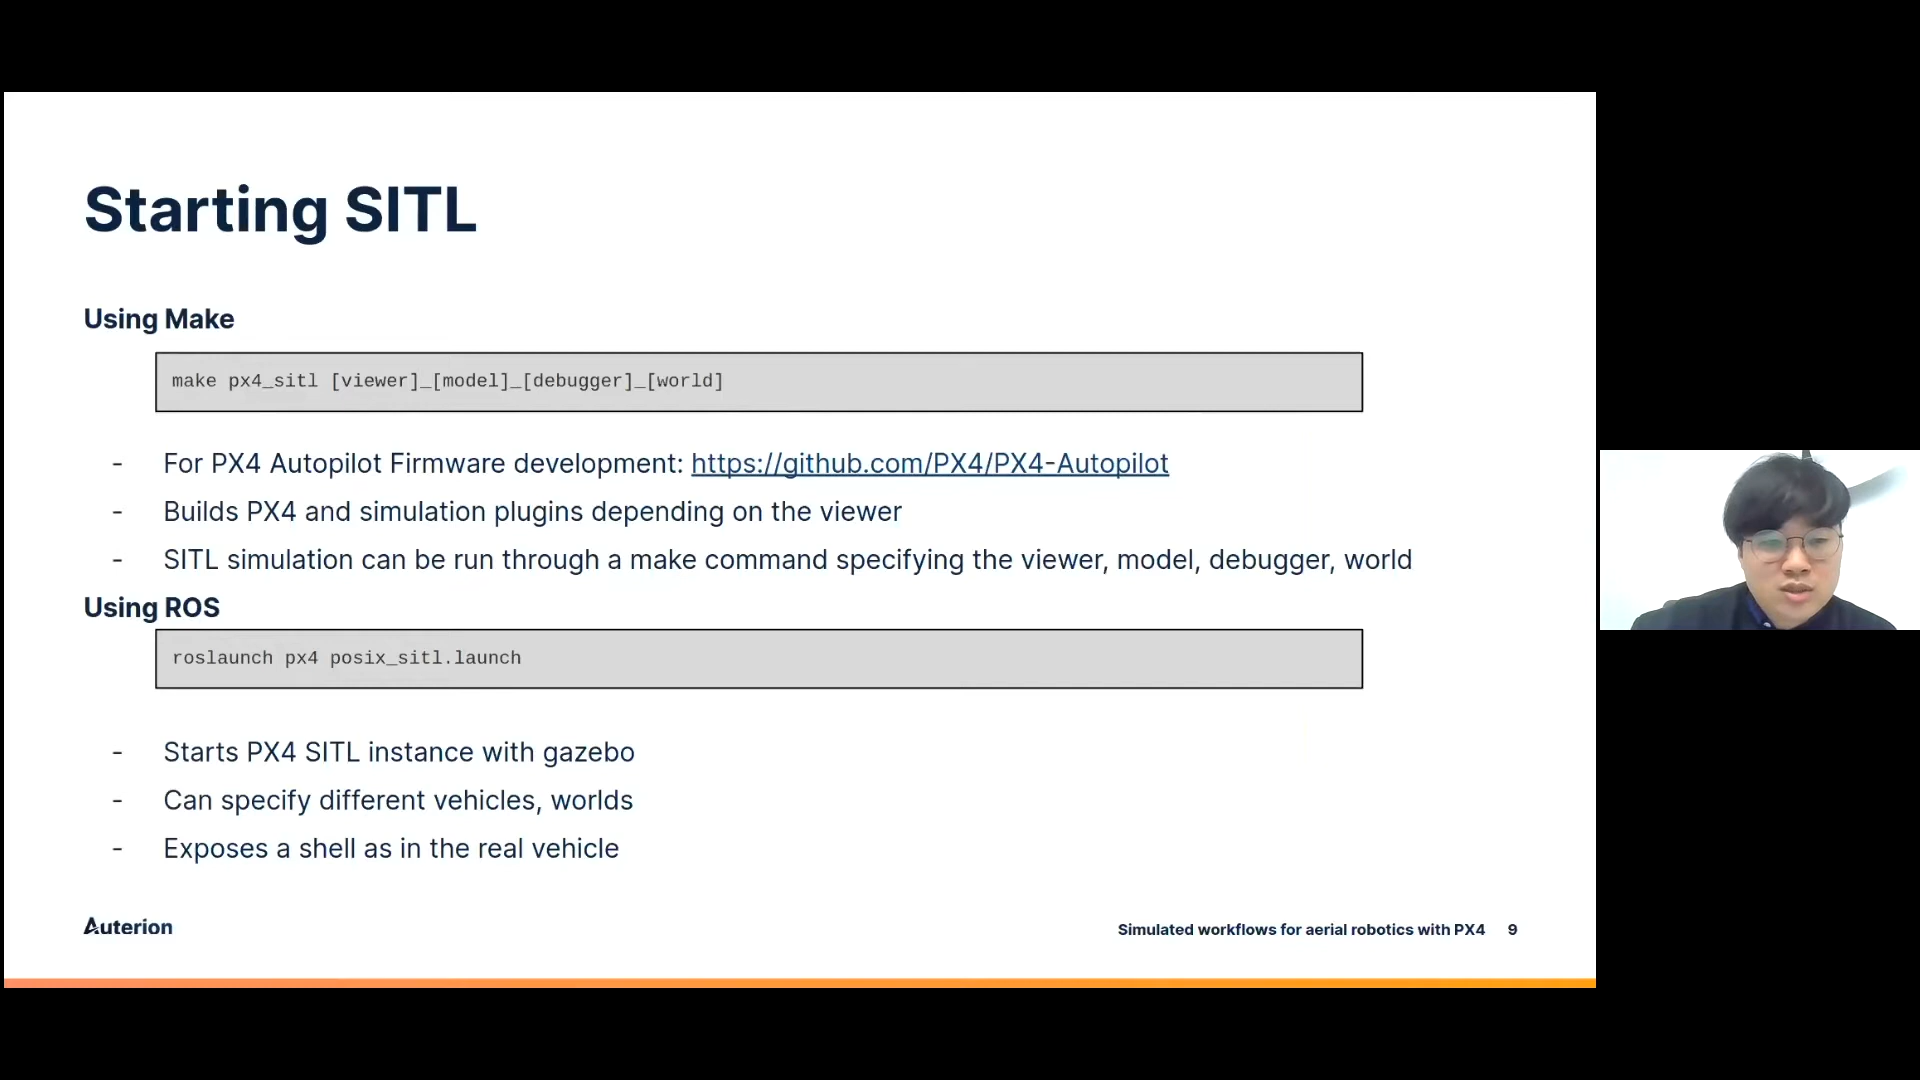 Starting SITL
Using Make
make px4_sitl [viewer]_[model]_[debugger]_[world]
- For PX4 Autopilot Firmware development: https://github.com/PX4/PX4-Autopilot
- Builds PX4 and simulation plugins depending on the viewer
- SITL simulation can be run through a make command specifying the viewer, model, debugger, world
Using ROS
roslaunch px4 posix_sitl.launch
- Starts PX4 SITL instance with gazebo
- Can specify different vehicles, worlds
- Exposes a shell as in the real vehicle
Auterion
Simulated workflows for aerial robotics with PX4 9